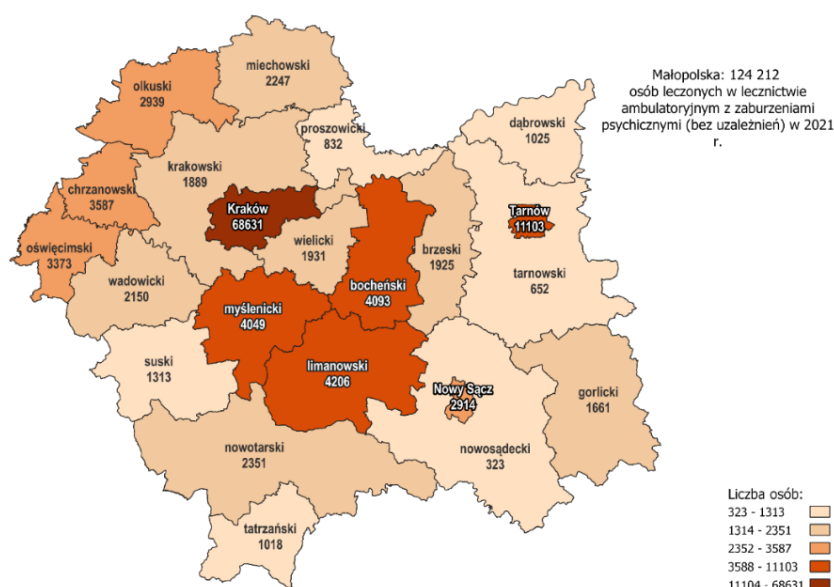 miechowski
2247
olkuski
2939
Małopolska: 124 212
osób leczonych w lecznictwie
ambulatoryjnym z zaburzeniami
psychicznymi (bez uzależnień) w 2021
r.
dąbrowski
1025
proszowicki
832
krakowski
1889
chrzanowski
3587
Kraków
68631
Tarnów
11103
oświęcimski
3373
wielicki
1931
brzeski
1925
wadowicki
2150
bocheński
4093
tarnowski
652
myślenicki
4049
suski
1313
limanowski
4206
Nowy Sącz
2914
gorlicki
1661
nowotarski
2351
nowosądecki
323
tatrzański
1018
Liczba osób:
323 - 1313
1314 - 2351
2352 - 3587
3588 - 11103
11104 - 68631